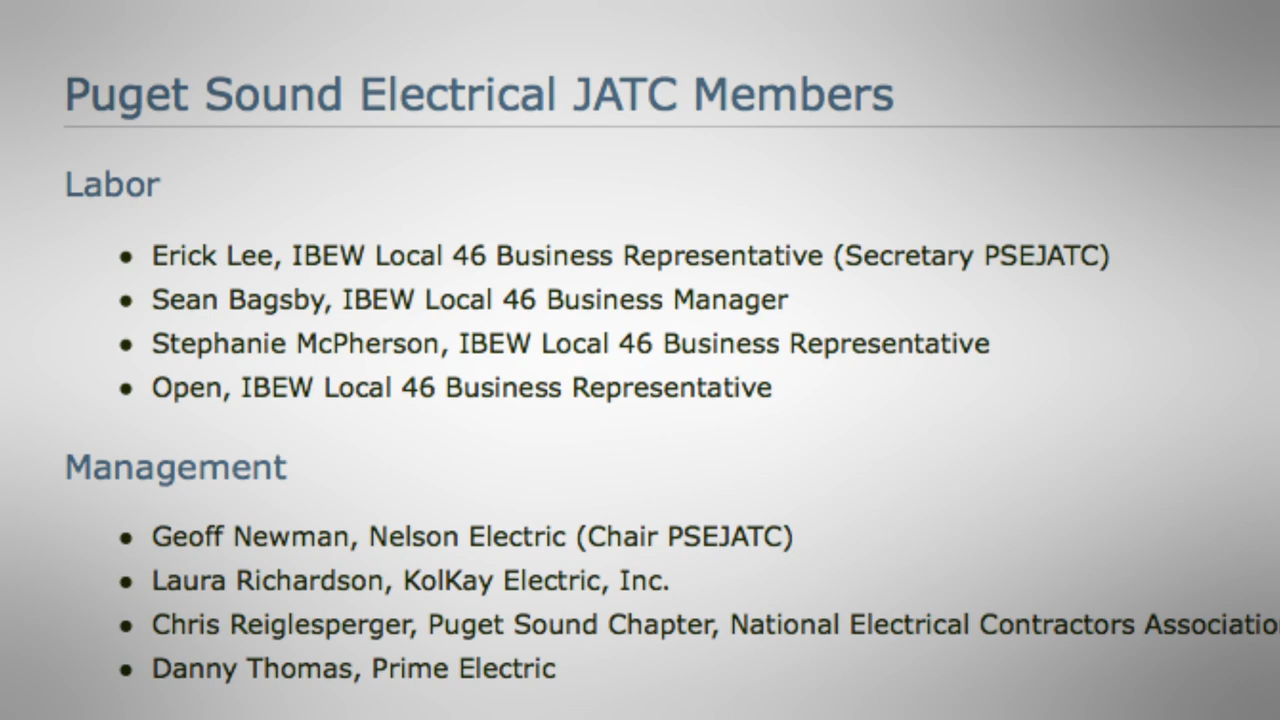 Puget Sound Electrical JATC Members
Labor
• Erick Lee, IBEW Local 46 Business Representative (Secretary PSEJATC)
• Sean Bagsby, IBEW Local 46 Business Manager
• Stephanie McPherson, IBEW Local 46 Business Representative
• Open, IBEW Local 46 Business Representative
Management
• Geoff Newman, Nelson Electric (Chair PSEJATC)
• Laura Richardson, KolKay Electric, Inc.
• Chris Reiglesperger, Puget Sound Chapter, National Electrical Contractors Associatio
• Danny Thomas, Prime Electric